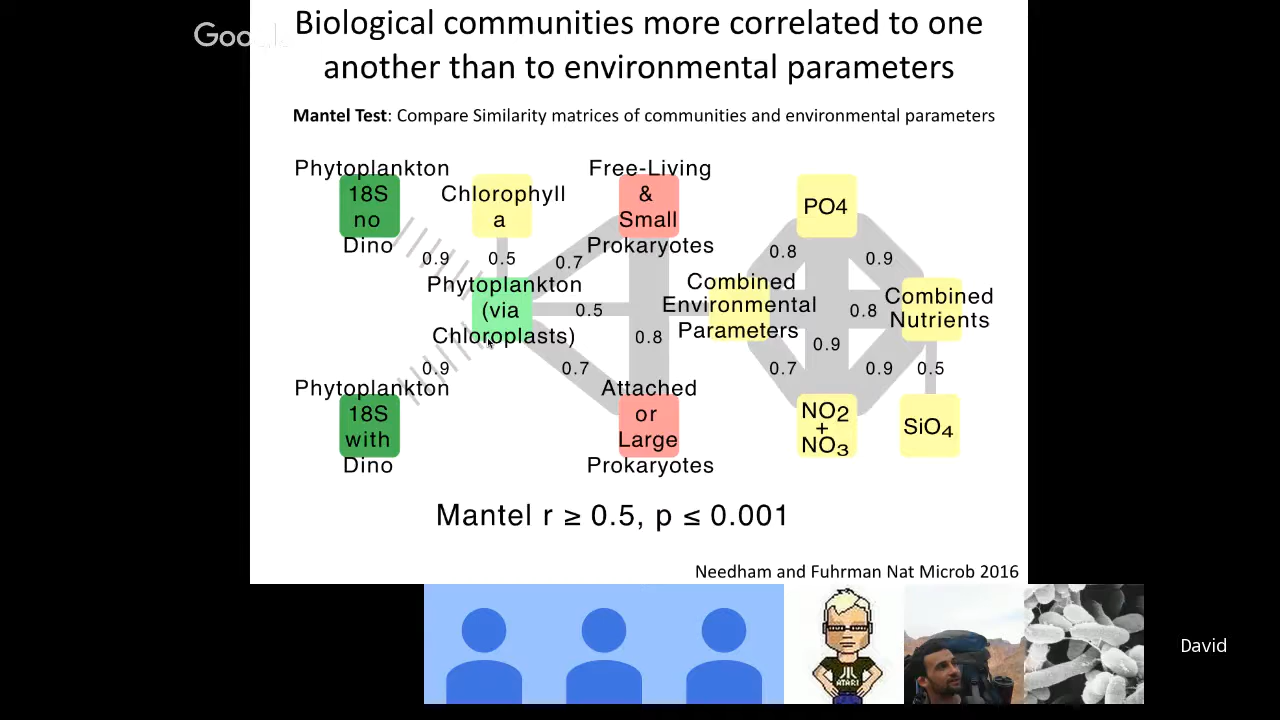 Biological communities more correlated to one
another than to environmental parameters
Mantel Test: Compare Similarity matrices of communities and environmental parameters
Phytoplankton
18S
no
Dino
Chlorophyll
a
Free-Living
&
Small
Prokaryotes
PO4
0.9
0.5
0.7
0.8
0.9
Phytoplankton
(via
Chloroplasts)
0.5
0.8
Combined
Environmental
Parameters
0.8
0.9
Combined
Nutrients
0.9
0.7
0.7
0.9
0.5
Phytoplankton
18S
with
Dino
Attached
or
Large
Prokaryotes
NO2
+
NO3
SiO4
Mantel r ≥ 0.5, p ≤ 0.001
Needham and Fuhrman Nat Microb 2016
ATARI
David